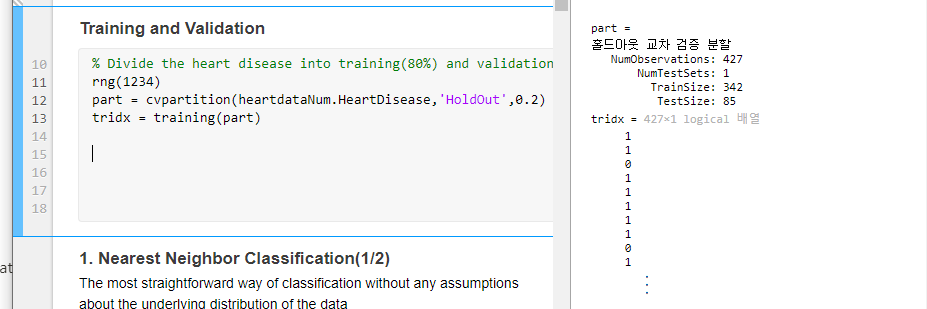 Training and Validation
10 % Divide the heart disease into training(80%) and validation
11 rng(1234)
12 part = cvpartition(heartdataNum.HeartDisease,'HoldOut',0.2)
13 tridx = training(part)
14
15
16
17
18
at
1. Nearest Neighbor Classification(1/2)
The most straightforward way of classification without any assumptions
about the underlying distribution of the data
part =
홀드아웃 교차 검증 분할
NumObservations: 427
NumTestSets: 1
TrainSize: 342
TestSize: 85
tridx = 427×1 logical 배열
1
1
0
1
1
1
1
1
0
1